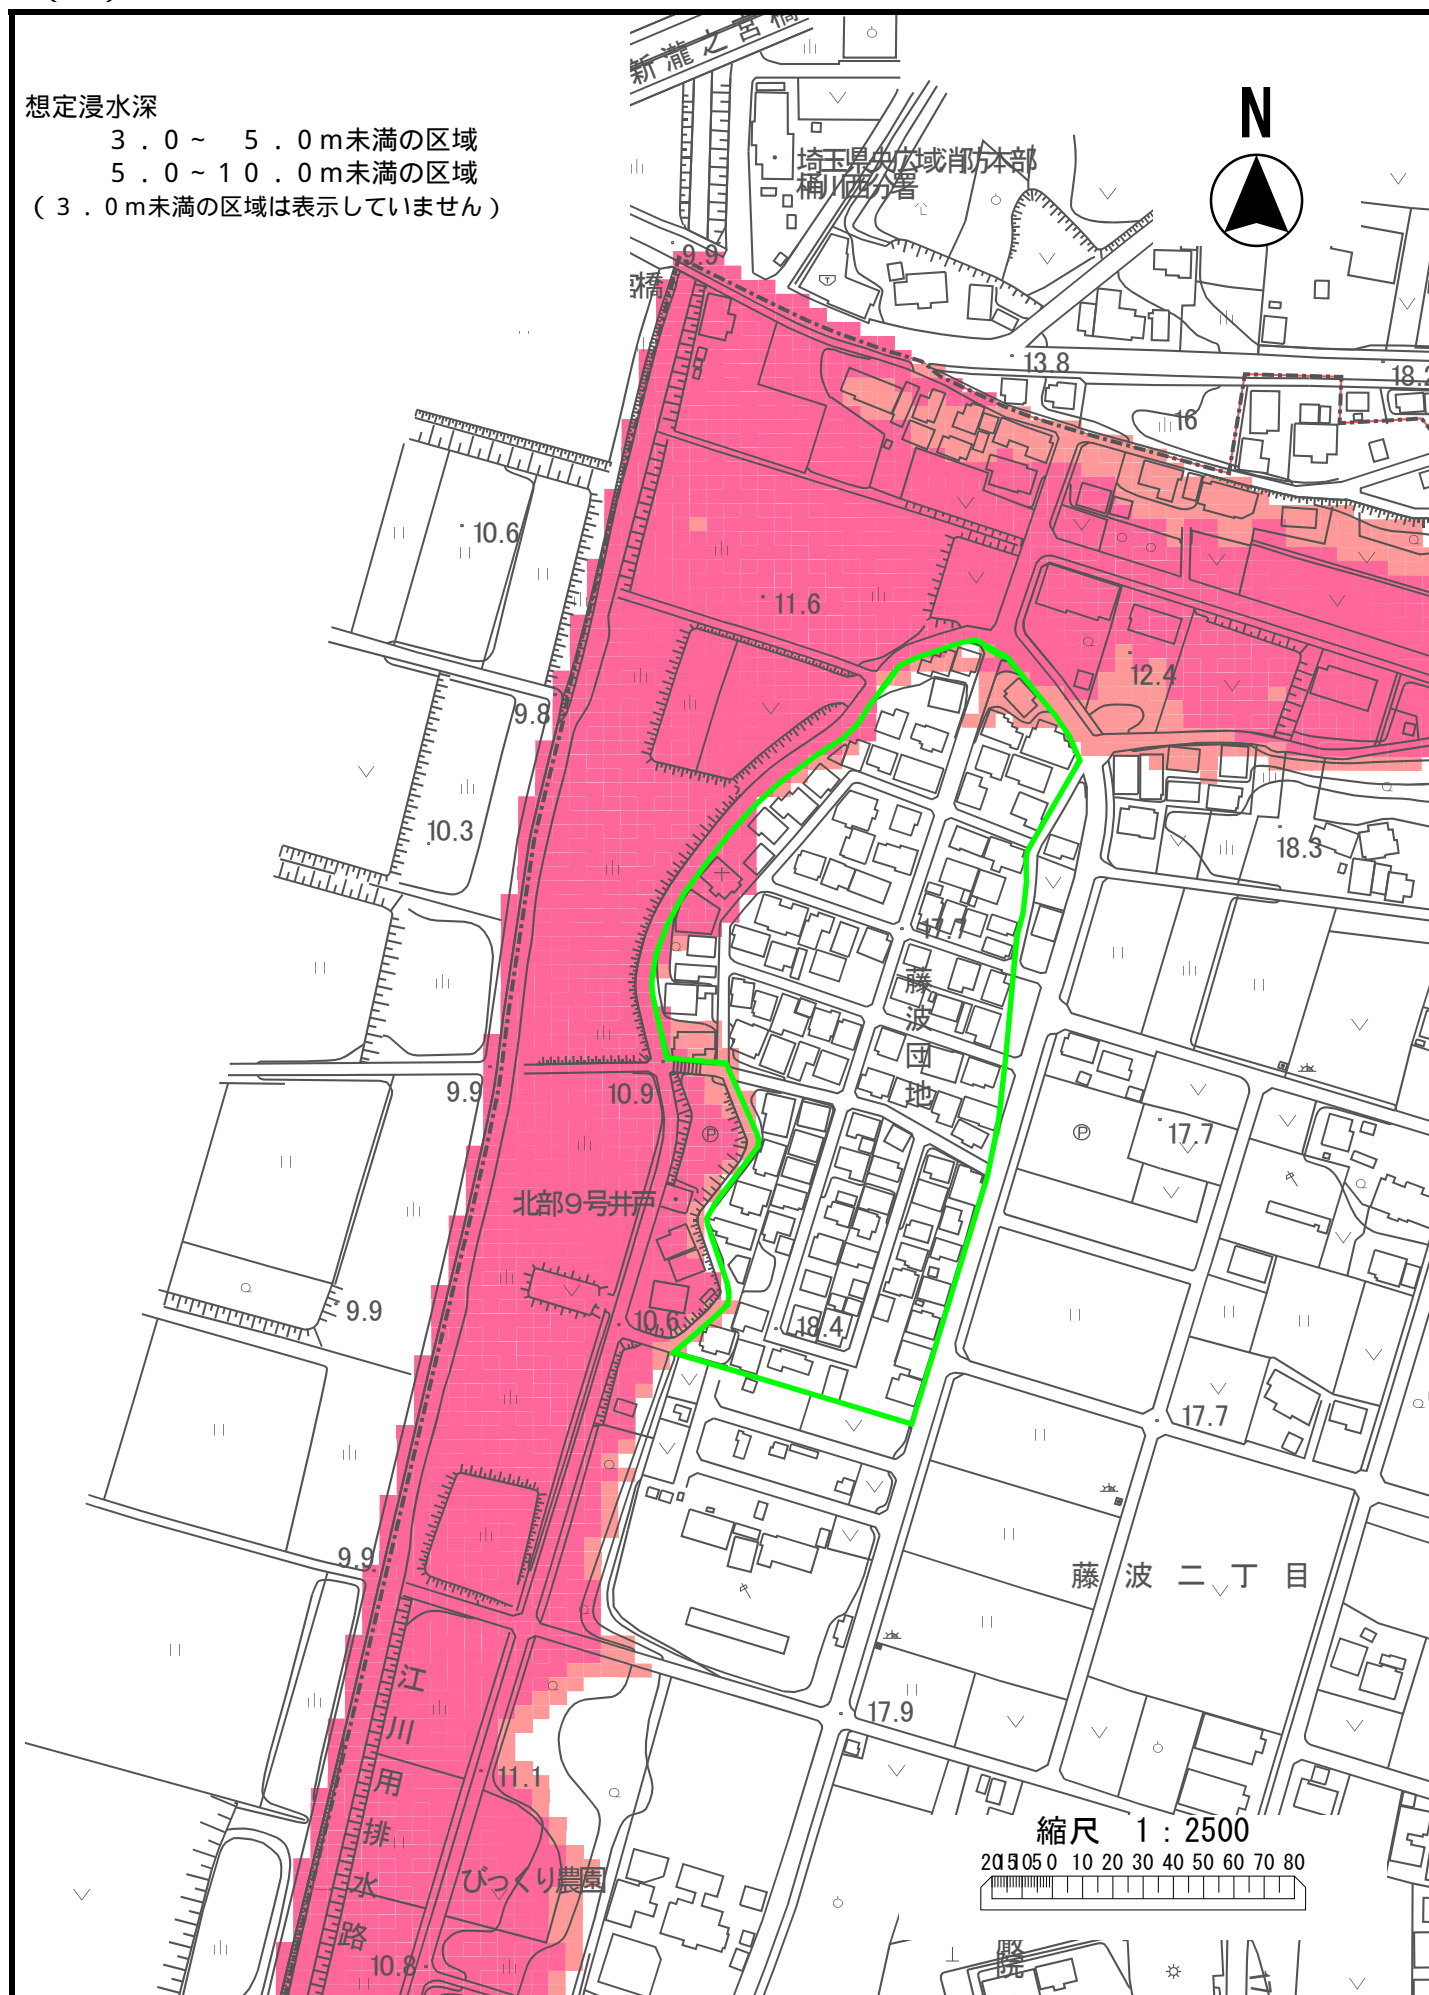 想定浸水深
３．０～　５．０ｍ未満の区域
５．０～１０．０ｍ未満の区域
（３．０ｍ未満の区域は表示していません）
新瀧之宮橋
N
埼玉県央広域消防本部
桶川西分署
9.9
橋
13.8
18.2
16
10.6
11.6
12.4
9.8
10.3
18.3
17.7
藤波団地
9.9
10.9
17.7
P
P
北部９号井戸
9.9
10.6
18.4
17.7
9.9
藤波二丁目
江川用排水路
17.9
11.1
びっくり農園
縮尺　1：2500
20 15 10 5 0 10 20 30 40 50 60 70 80
10.8
院